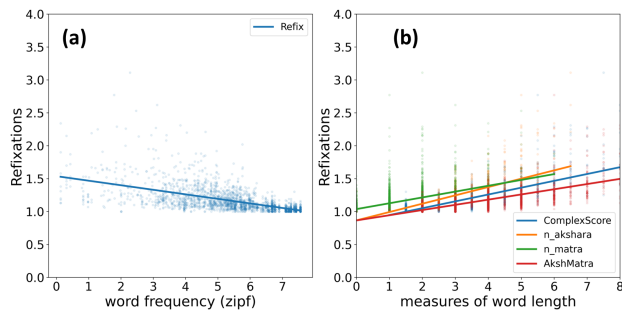 (a)
Refix
Refixations
4.0
3.5
3.0
2.5
2.0
1.5
1.0
0.5
0.0
0 1 2 3 4 5 6 7
word frequency (zipf)
(b)
Refixations
4.0
3.5
3.0
2.5
2.0
1.5
1.0
0.5
0.0
ComplexScore
n_akshara
n_matra
AkshMatra
0 1 2 3 4 5 6 7 8
measures of word length